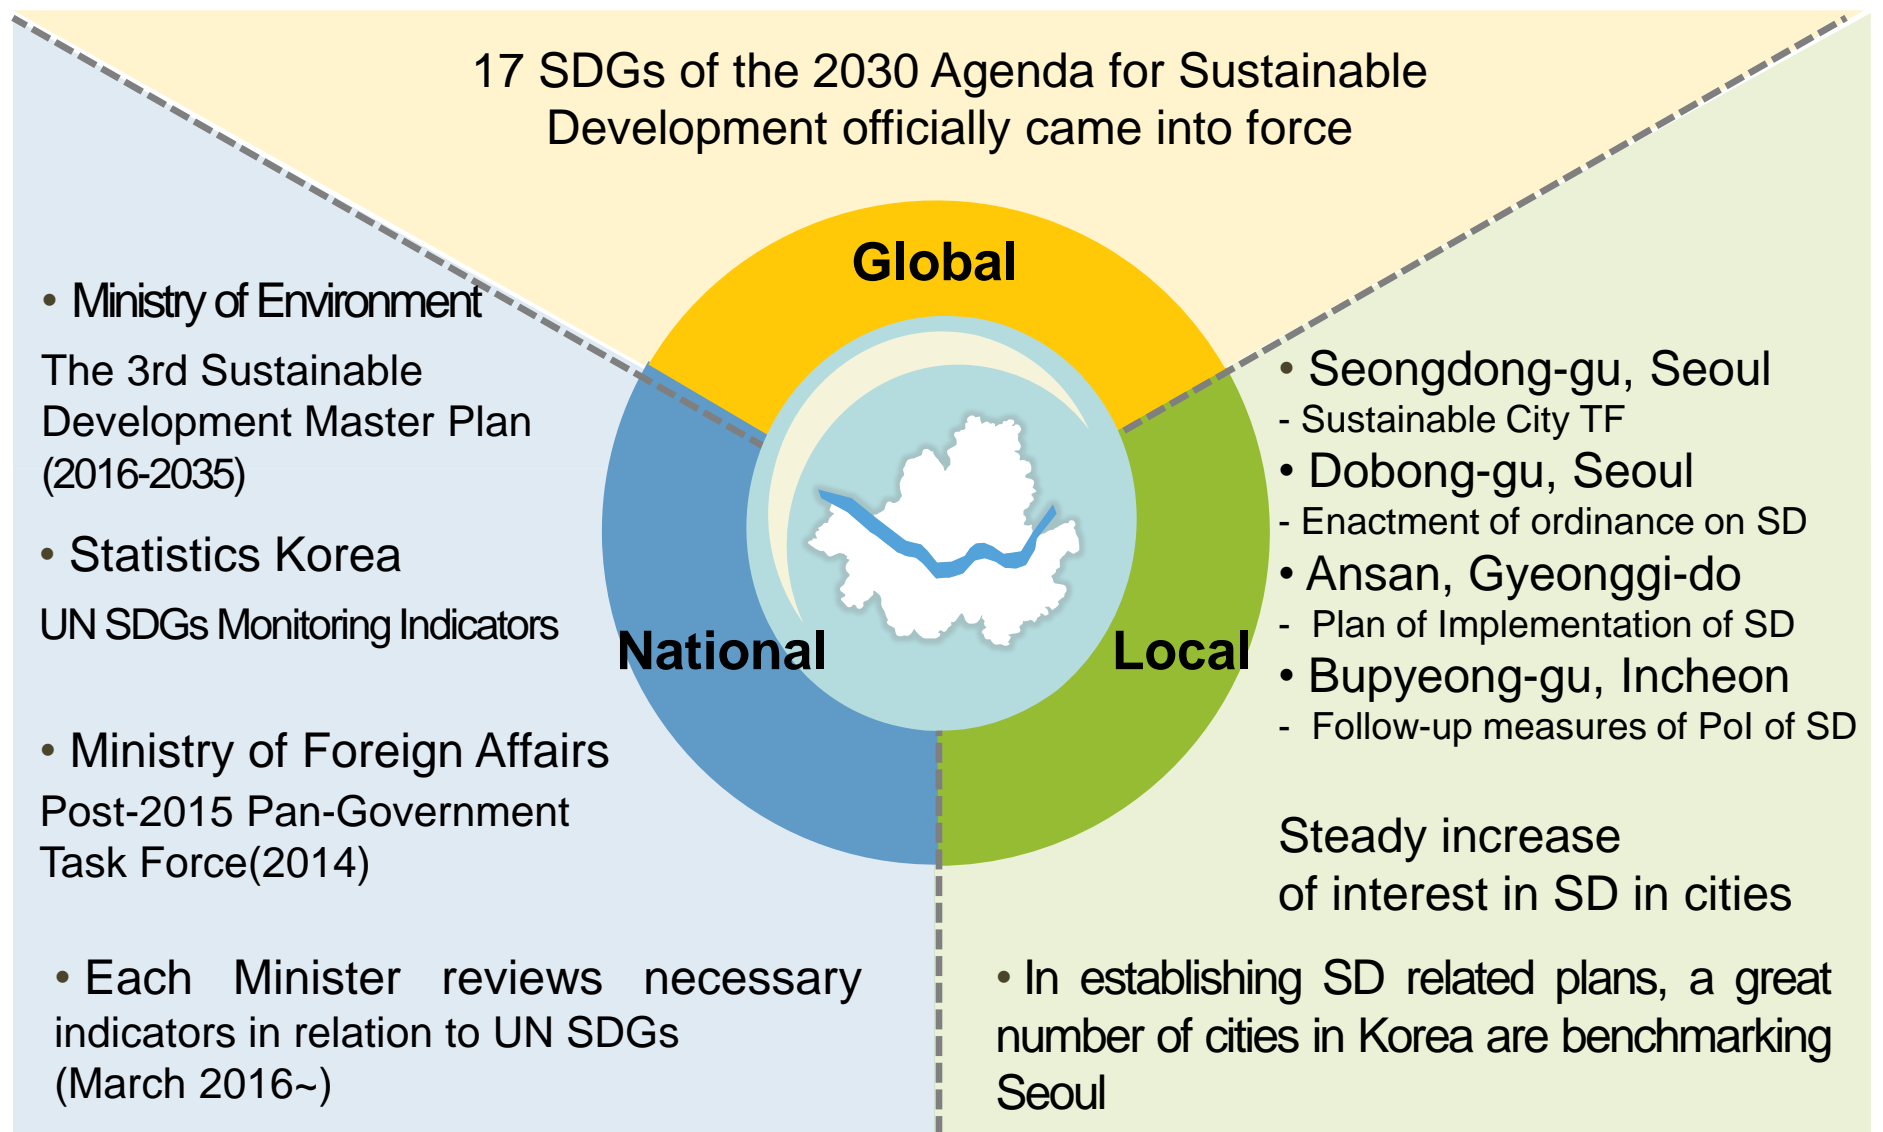 17 SDGs of the 2030 Agenda for Sustainable
Development officially came into force
Global
• Ministry of Environment
The 3rd Sustainable
Development Master Plan
(2016-2035)
• Statistics Korea
UN SDGs Monitoring Indicators
• Ministry of Foreign Affairs
Post-2015 Pan-Government
Task Force(2014)
• Each Minister reviews necessary
indicators in relation to UN SDGs
(March 2016~)
National
Local
• Seongdong-gu, Seoul
- Sustainable City TF
• Dobong-gu, Seoul
- Enactment of ordinance on SD
• Ansan, Gyeonggi-do
- Plan of Implementation of SD
• Bupyeong-gu, Incheon
- Follow-up measures of PoI of SD
Steady increase
of interest in SD in cities
• In establishing SD related plans, a great
number of cities in Korea are benchmarking
Seoul